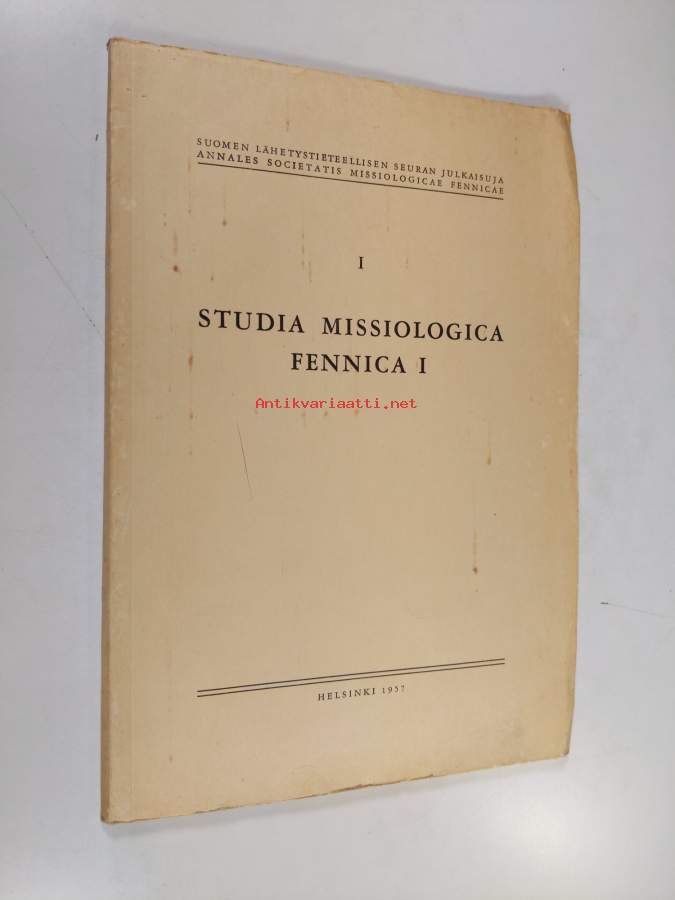 SUOMEN LÄHETYSTIETEELLISEN SEURAN JULKAISUJA
ANNALES SOCIETATIS MISSIOLOGICAE FENNICAE
I
STUDIA MISSIOLOGICA
FENNICA I
Antikvariaatti.net
HELSINKI 1957